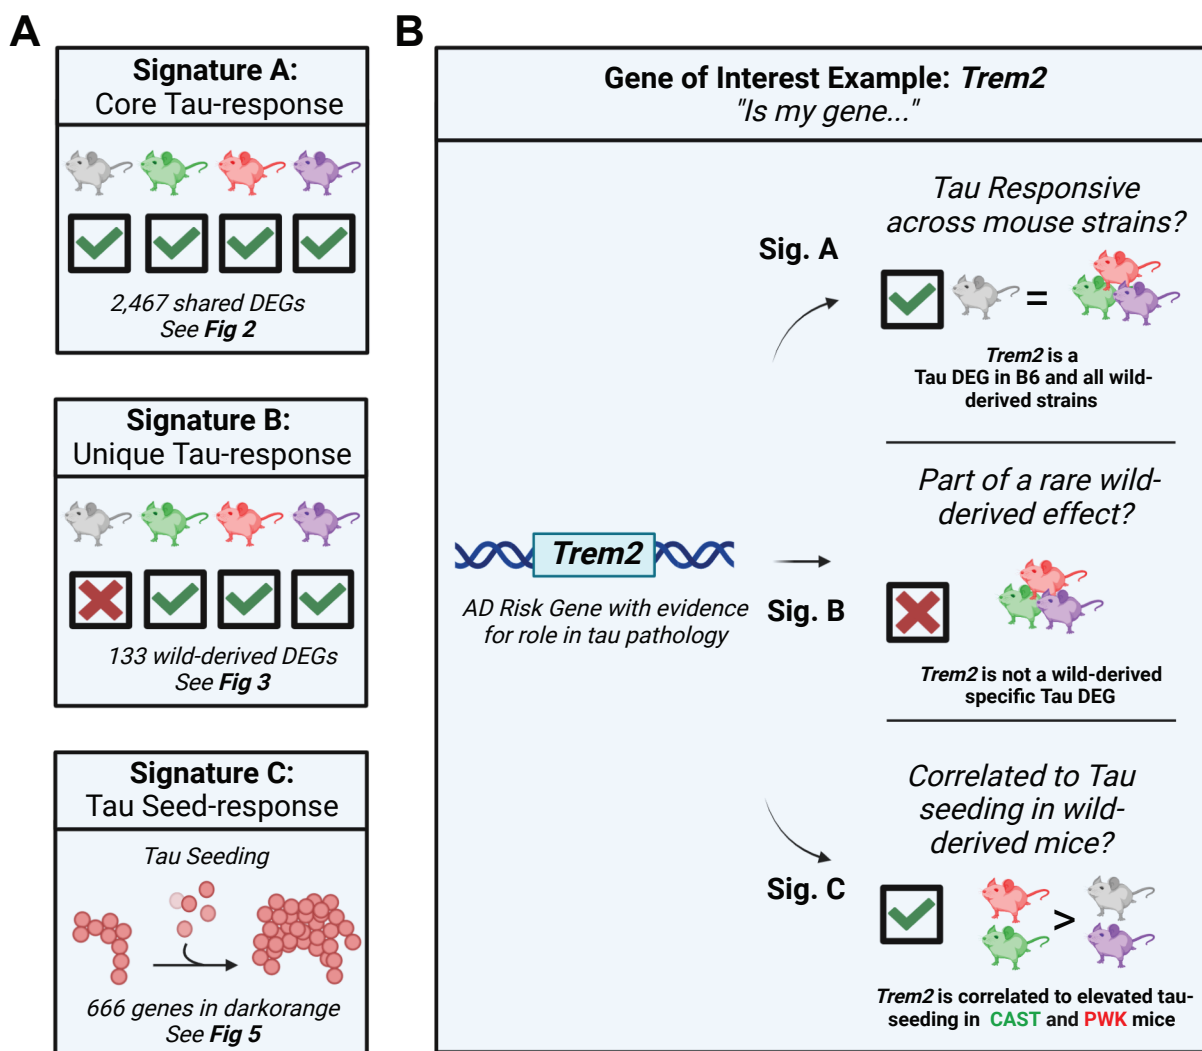 A
Signature A:
Core Tau-response
2,467 shared DEGs
See Fig 2
Signature B:
Unique Tau-response
133 wild-derived DEGs
See Fig 3
Signature C:
Tau Seed-response
Tau Seeding
666 genes in darkorange
See Fig 5
B
Gene of Interest Example: Trem2
"Is my gene..."
Trem2
AD Risk Gene with evidence
for role in tau pathology
Sig. A
Tau Responsive
across mouse strains?
=
Trem2 is a
Tau DEG in B6 and all wild-
derived strains
Sig. B
Part of a rare wild-
derived effect?
Trem2 is not a wild-derived
specific Tau DEG
Sig. C
Correlated to Tau
seeding in wild-
derived mice?
>
Trem2 is correlated to elevated tau-
seeding in CAST and PWK mice